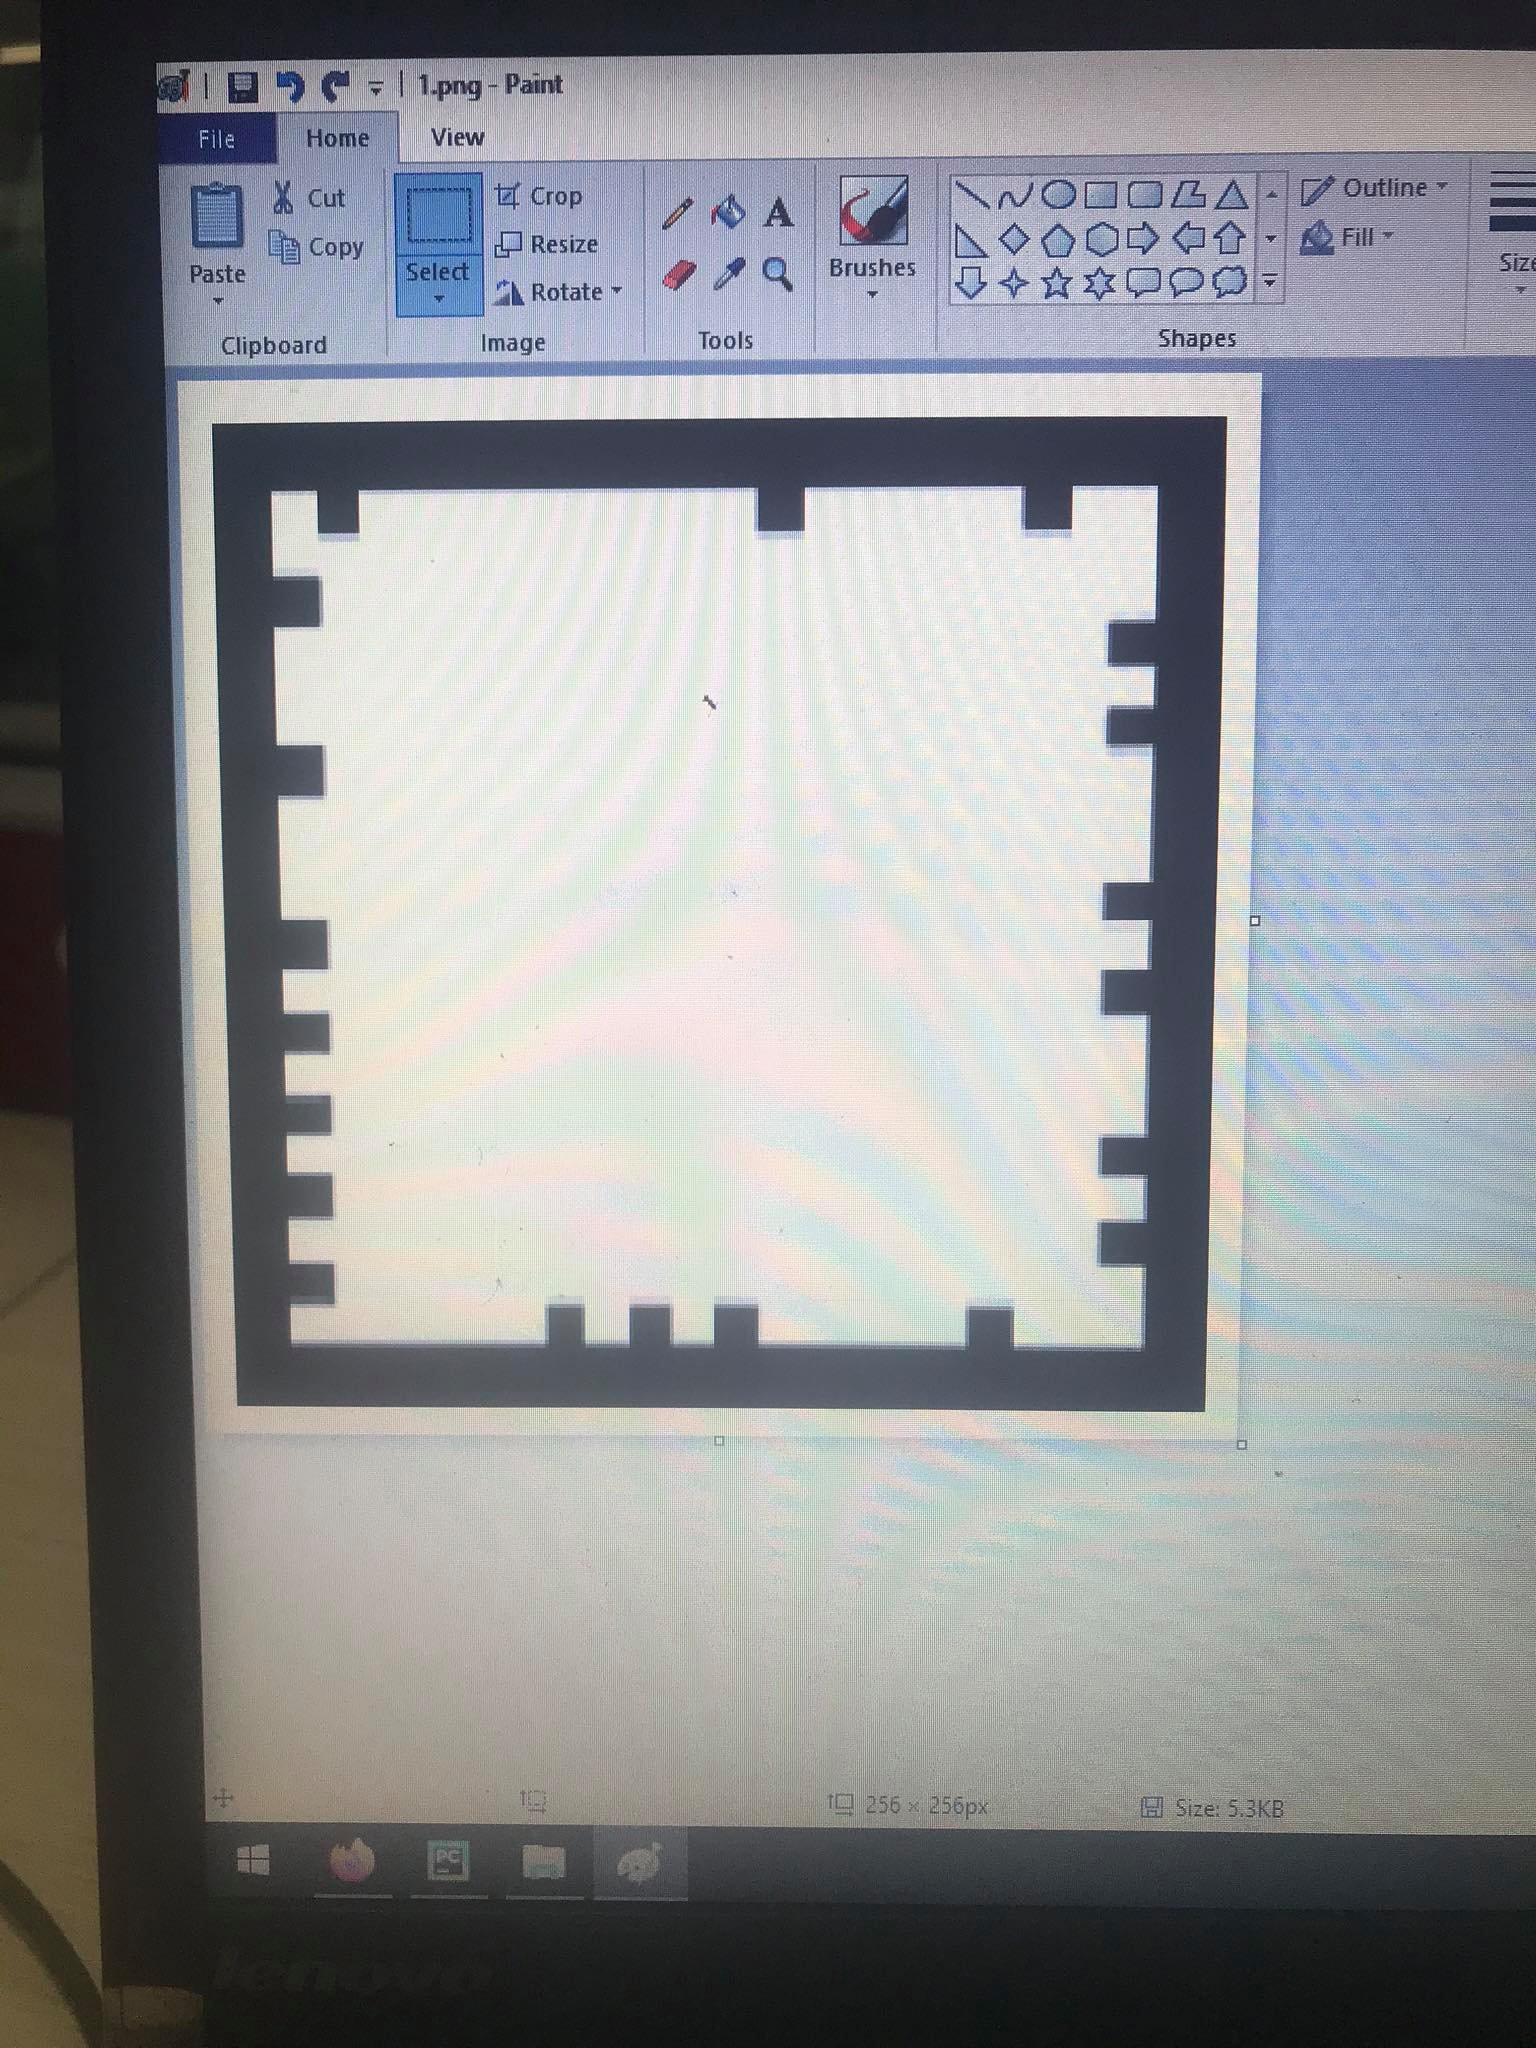 1.png - Paint
File Home View
Paste
Cut
Copy
Clipboard
Select
Crop
Resize
Rotate
Image
A
Tools
Brushes
Outline
Fill
Shapes
256 × 256px
Size: 5.3KB
PC
lenovo